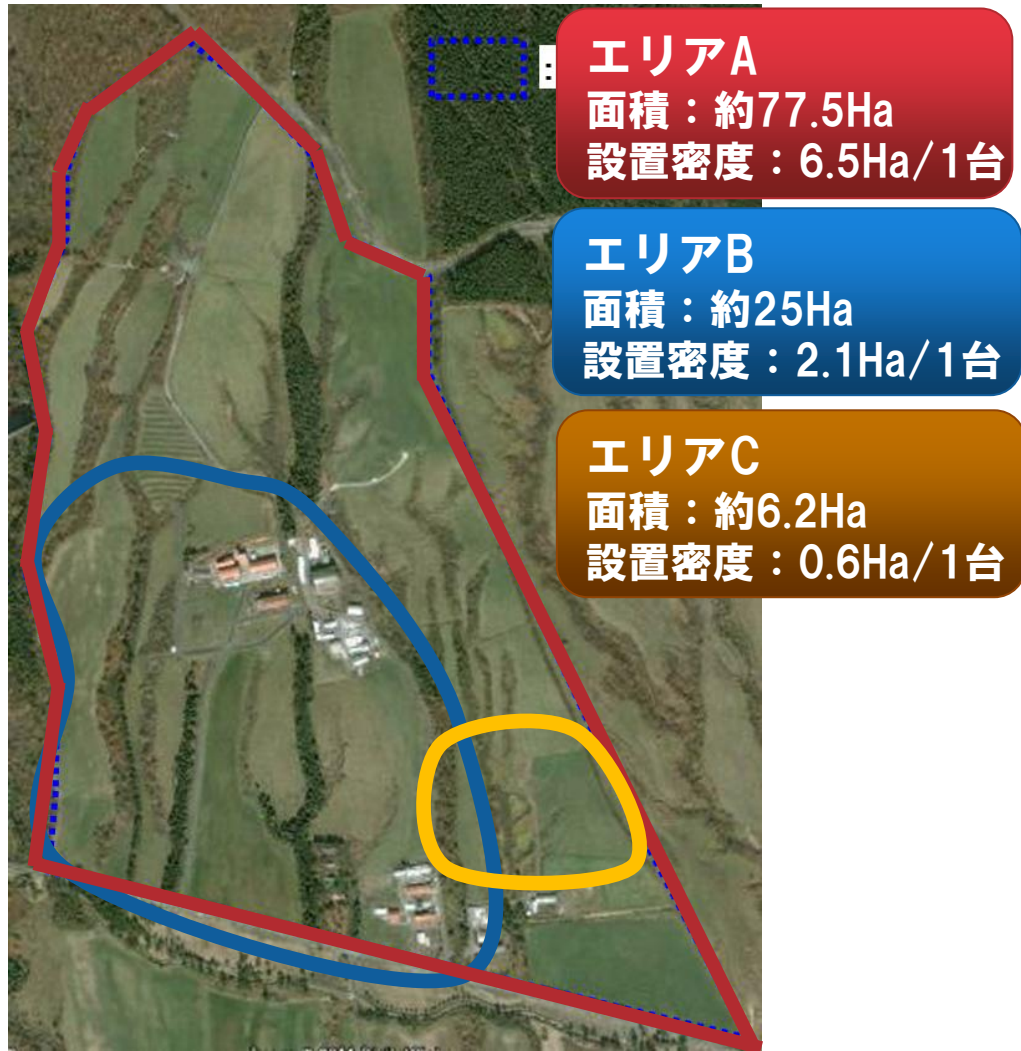 :
エリアA
面積：約77.5Ha
設置密度：6.5Ha/1台
エリアB
面積：約25Ha
設置密度：2.1Ha/1台
エリアC
面積：約6.2Ha
設置密度：0.6Ha/1台